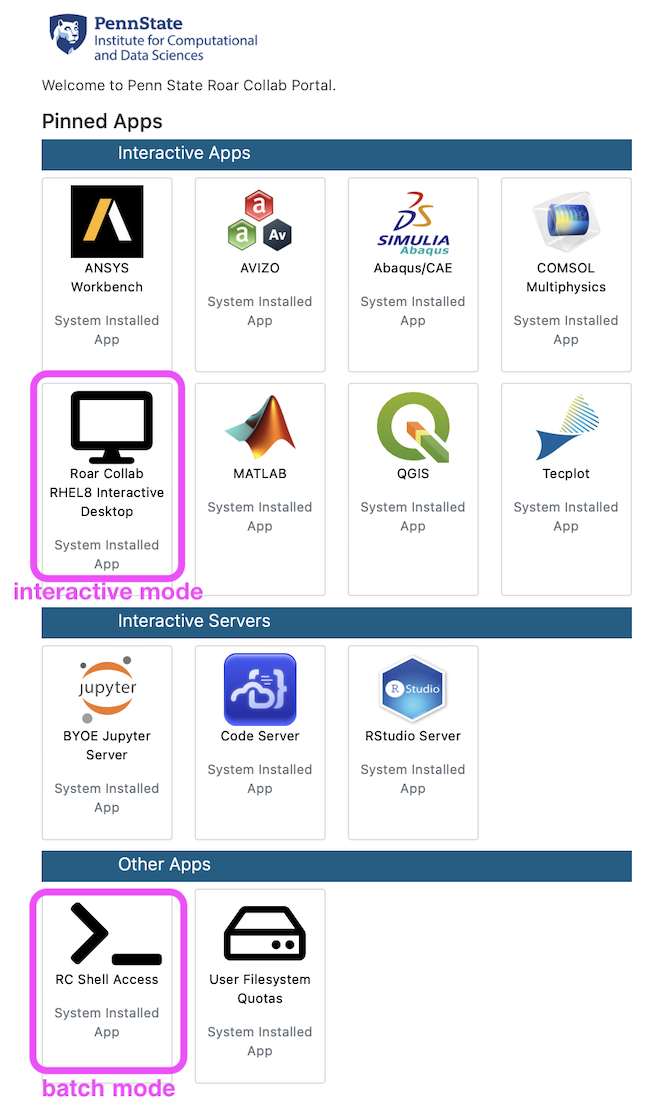 PennState
Institute for Computational
and Data Sciences
Welcome to Penn State Roar Collab Portal.
Pinned Apps
Interactive Apps
a
a
Av
ANSYS
Workbench
System Installed
App
AVIZO
System Installed
App
SIMULIA
Abaqus
Abaqus/CAE
System Installed
App
COMSOL
Multiphysics
System Installed
App
Roar Collab
RHEL8 Interactive
Desktop
System Installed
App
MATLAB
System Installed
App
QGIS
System Installed
App
Tecplot
System Installed
App
interactive mode
Interactive Servers
jupyter
BYOE Jupyter
Server
System Installed
App
Code Server
System Installed
App
R Studio
RStudio Server
System Installed
App
Other Apps
RC Shell Access
System Installed
App
User Filesystem
Quotas
System Installed
App
batch mode